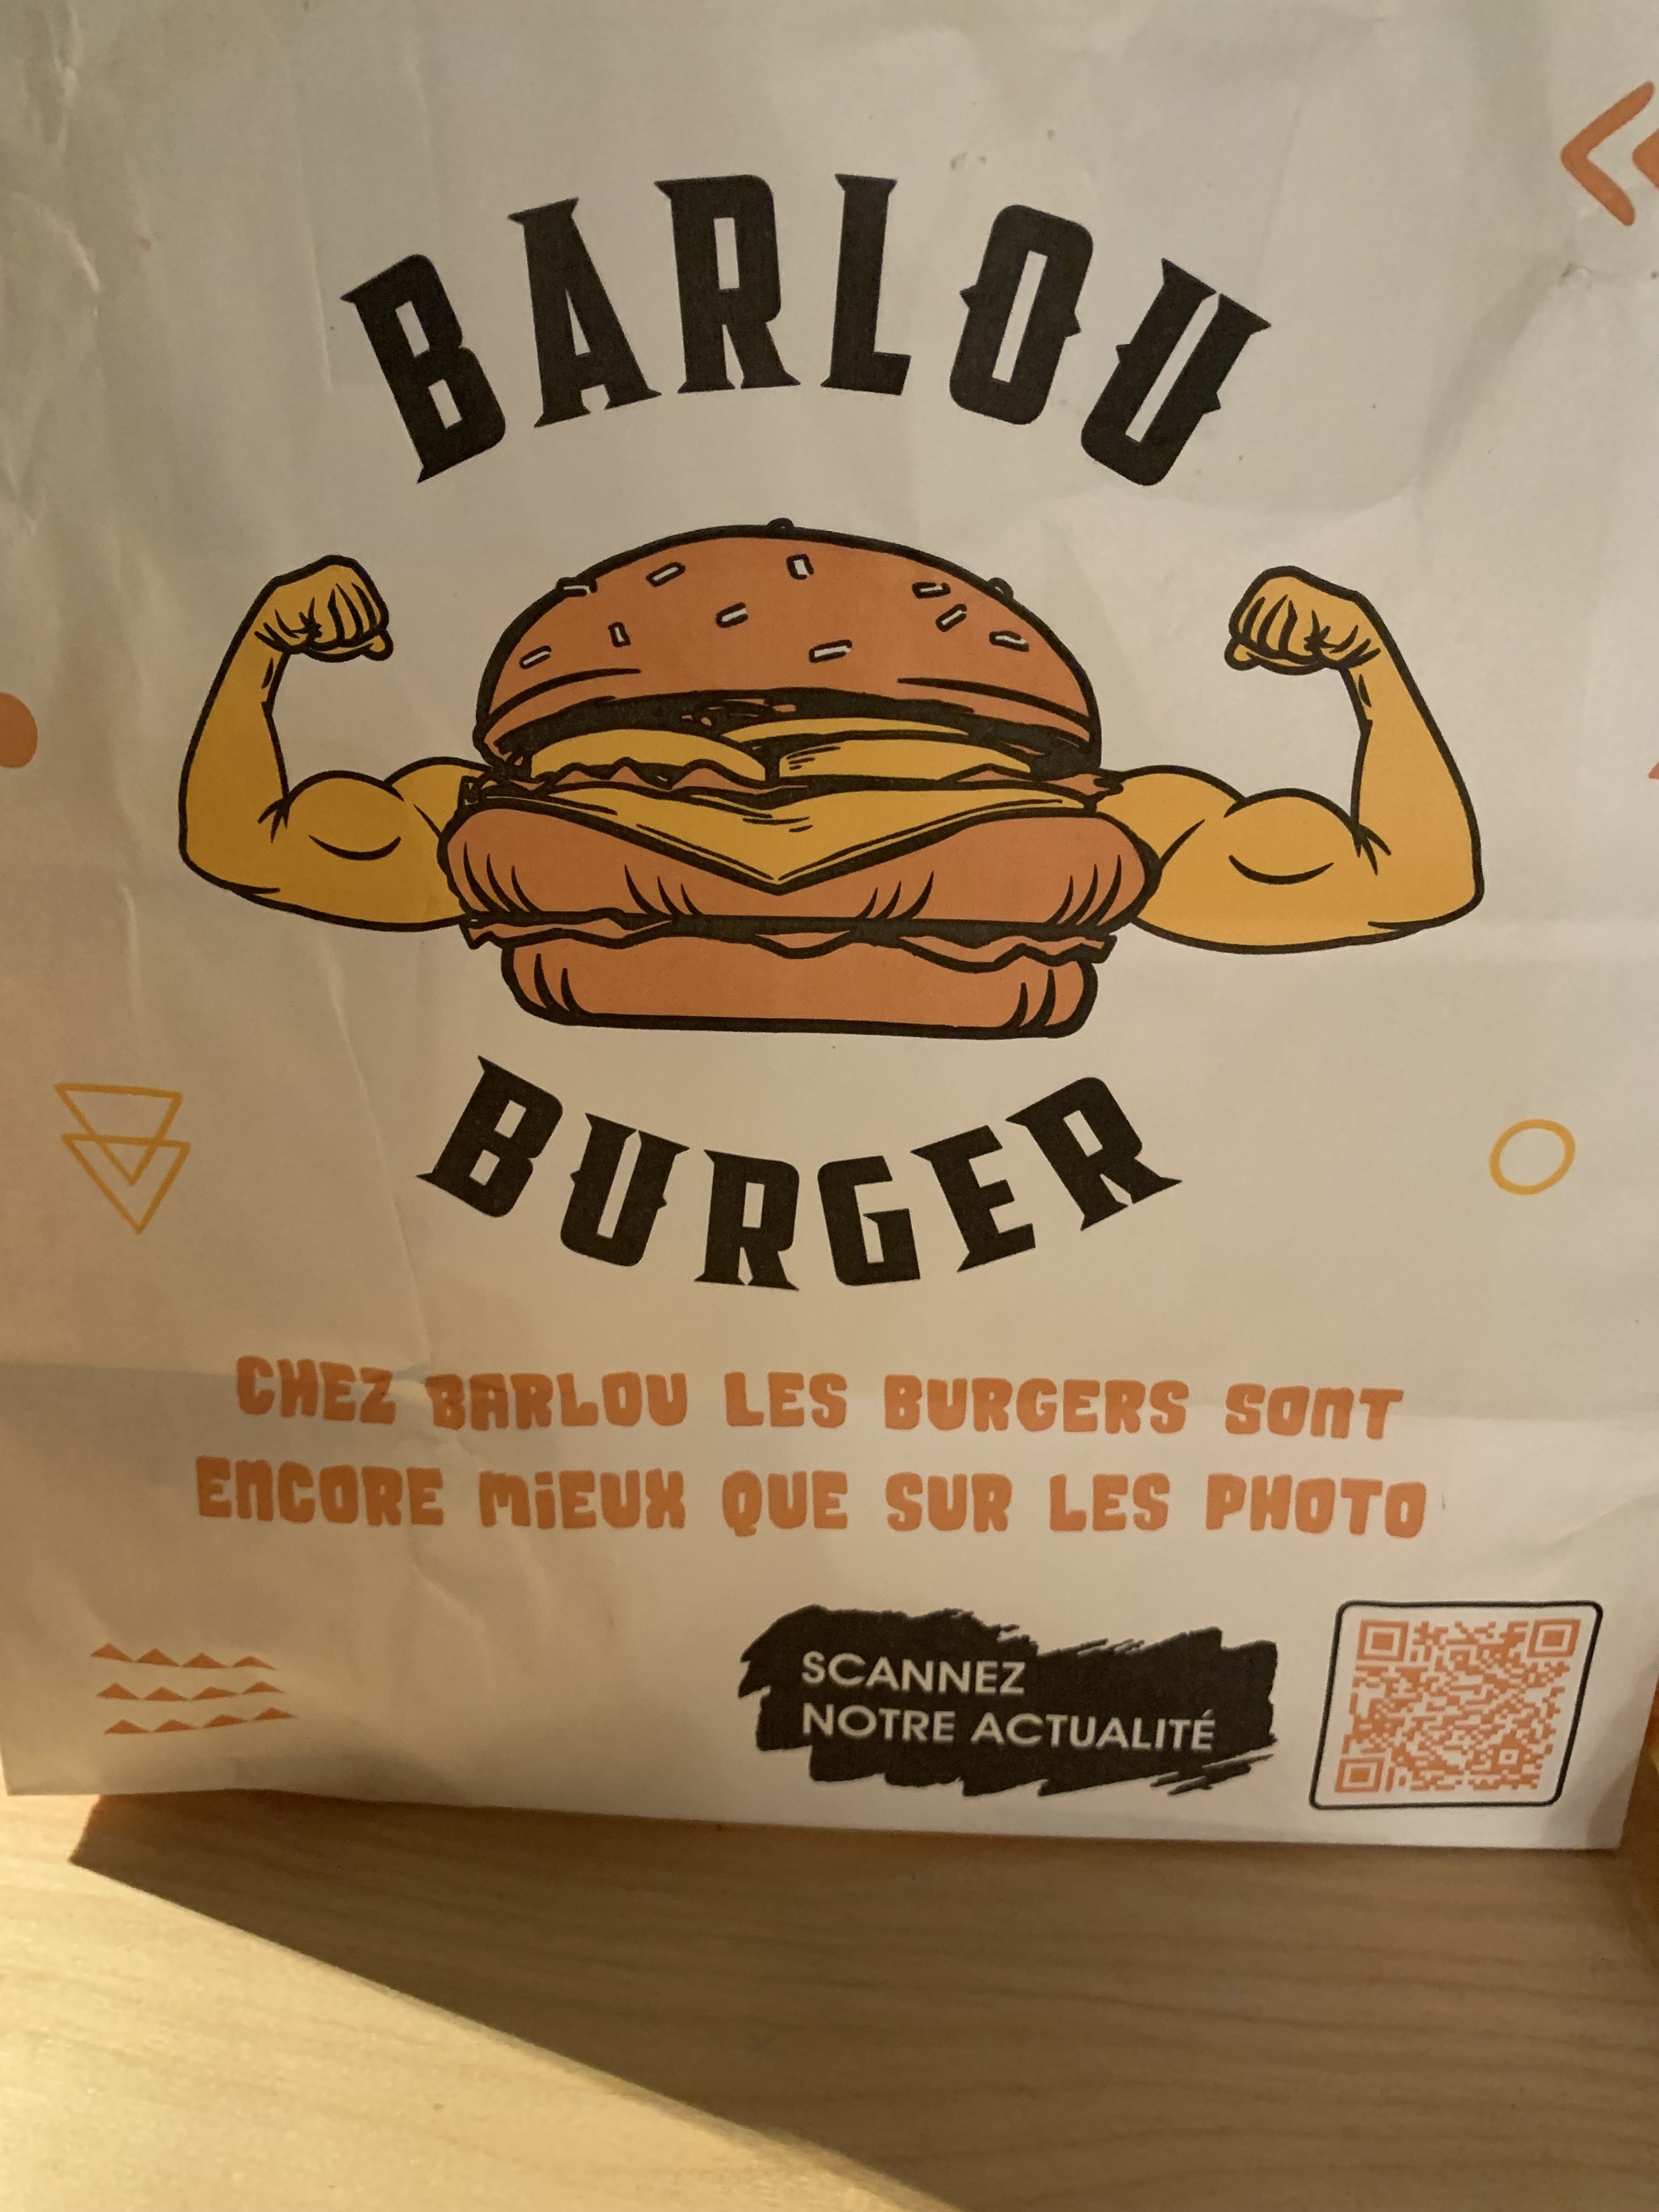 BARLOU
BURGER
CHEZ BARLOU LES BURGERS SONT
ENCORE MIEUX QUE SUR LES PHOTO
SCANNEZ
NOTRE ACTUALITÉ